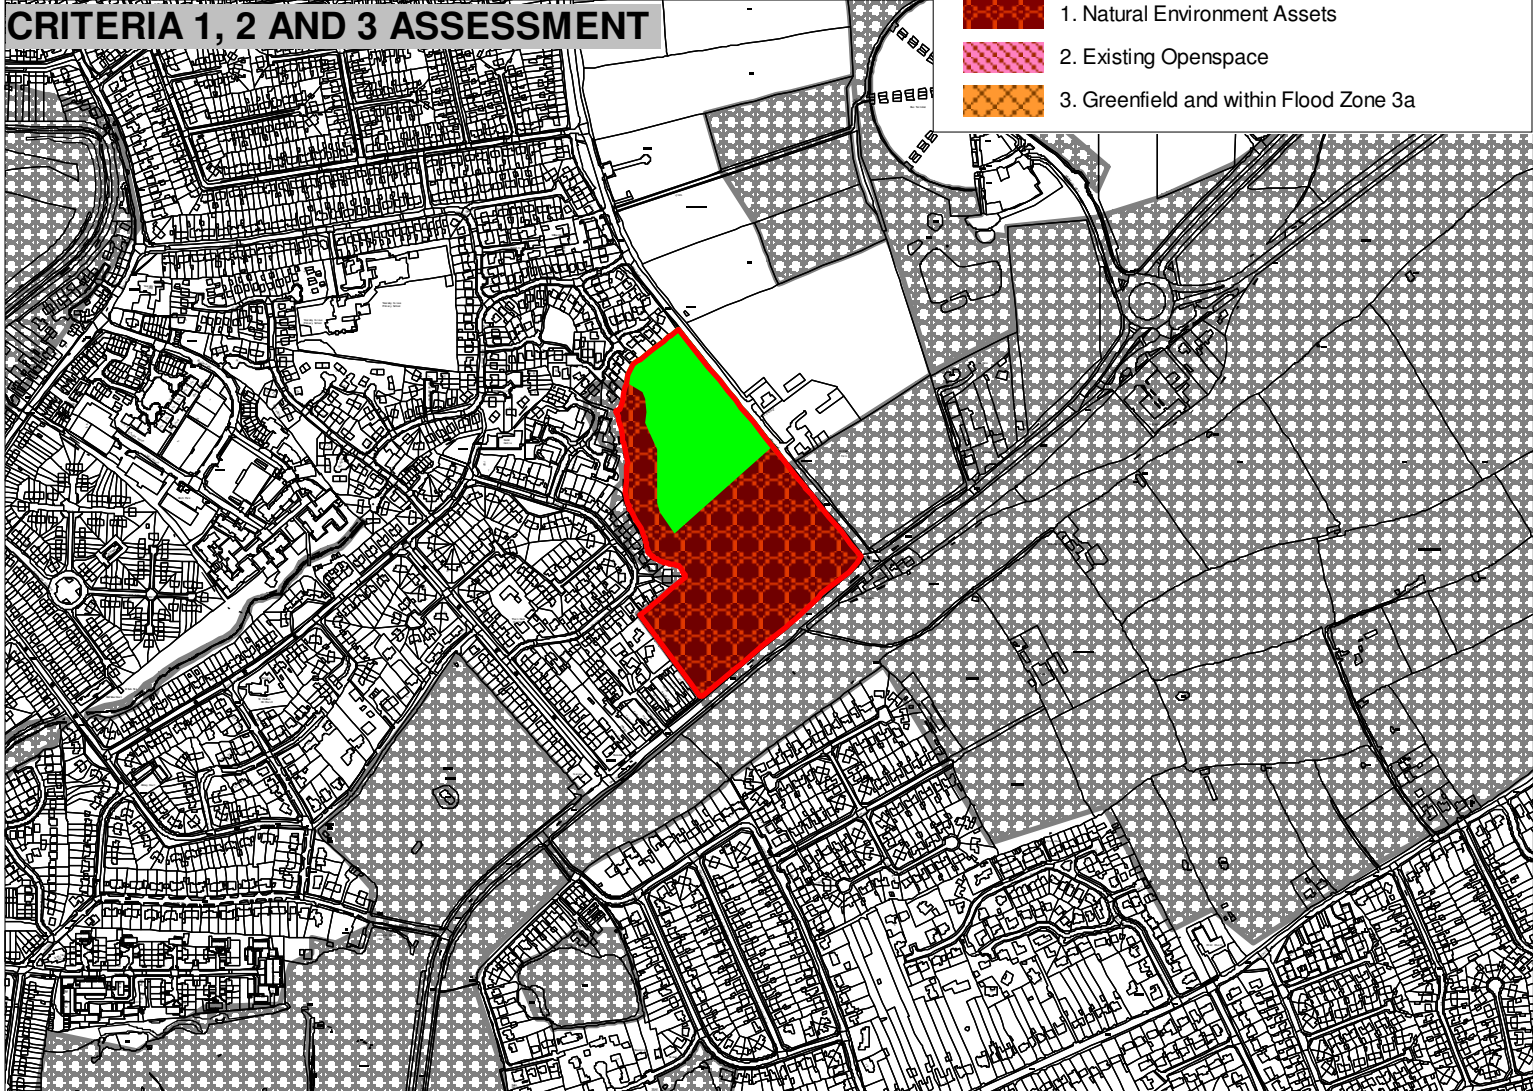 CRITERIA 1, 2 AND 3 ASSESSMENT
1. Natural Environment Assets
2. Existing Openspace
3. Greenfield and within Flood Zone 3a